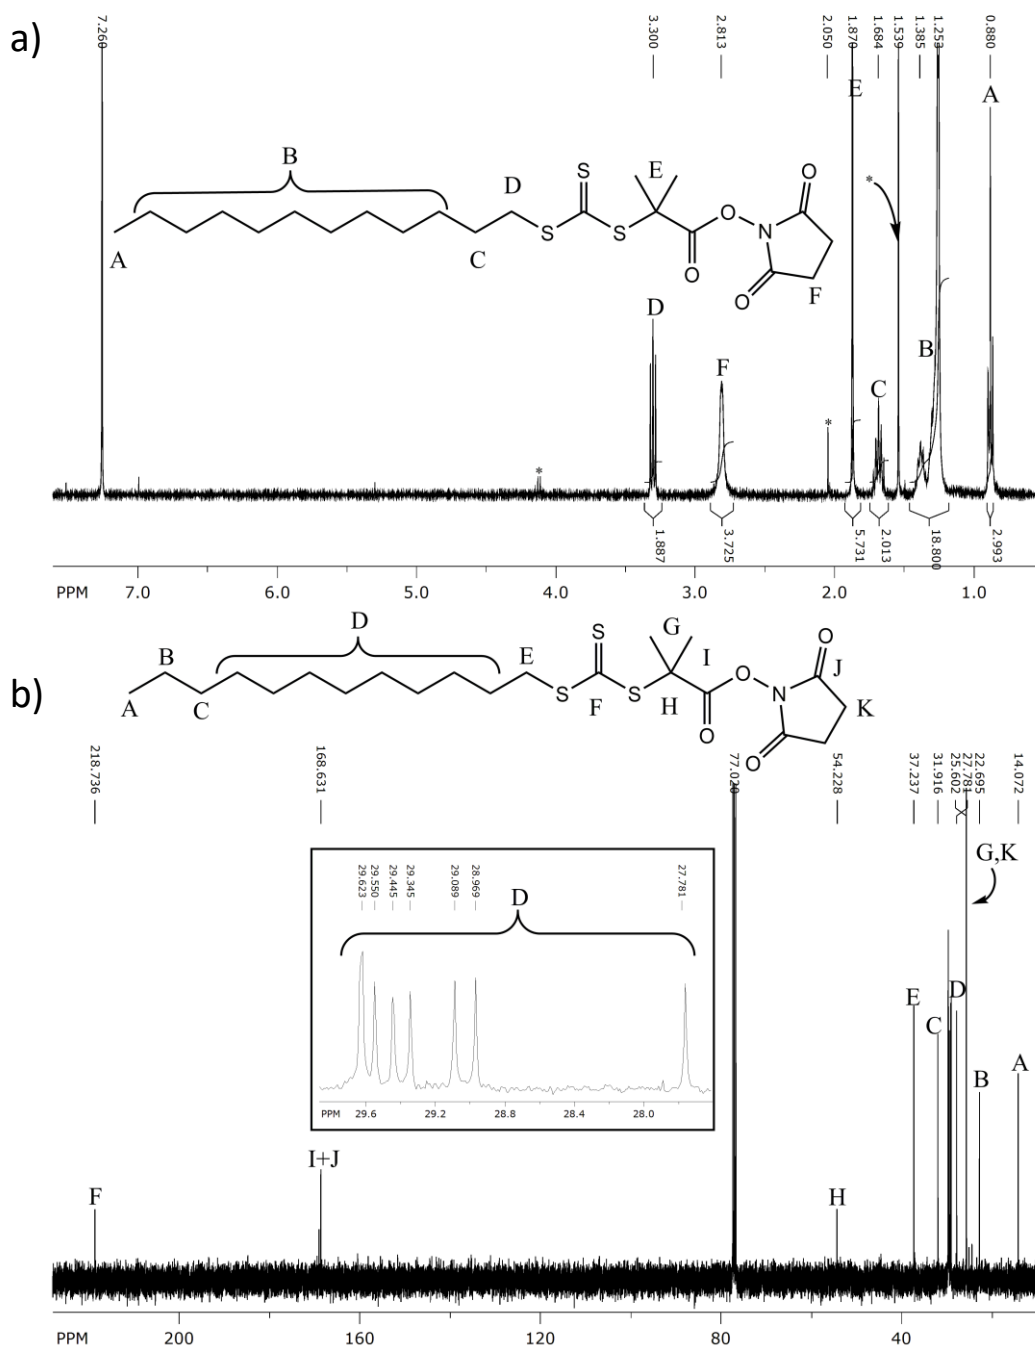 a)
7.260
3.300
2.813
2.050
1.870
1.684
1.539
1.385
1.253
0.880
E
A
B
D
S
E
O
*
O
N
S
S
O
A
C
O
F
D
B
F
C
*
*
1.887
3.725
5.731
2.013
18.800
2.993
PPM 7.0 6.0 5.0 4.0 3.0 2.0 1.0
D
G
S
O
B
E
I
J
O
N
b)
A
C
S
F
S
H
O
K
O
218.736
168.631
77.020
54.228
37.237
31.916
25.602
27.781
22.695
14.072
G,K
29.623
29.550
29.445
29.345
29.089
28.969
27.781
D
PPM 29.6 29.2 28.8 28.4 28.0
E
D
C
B
A
I+J
F
H
PPM 200 160 120 80 40